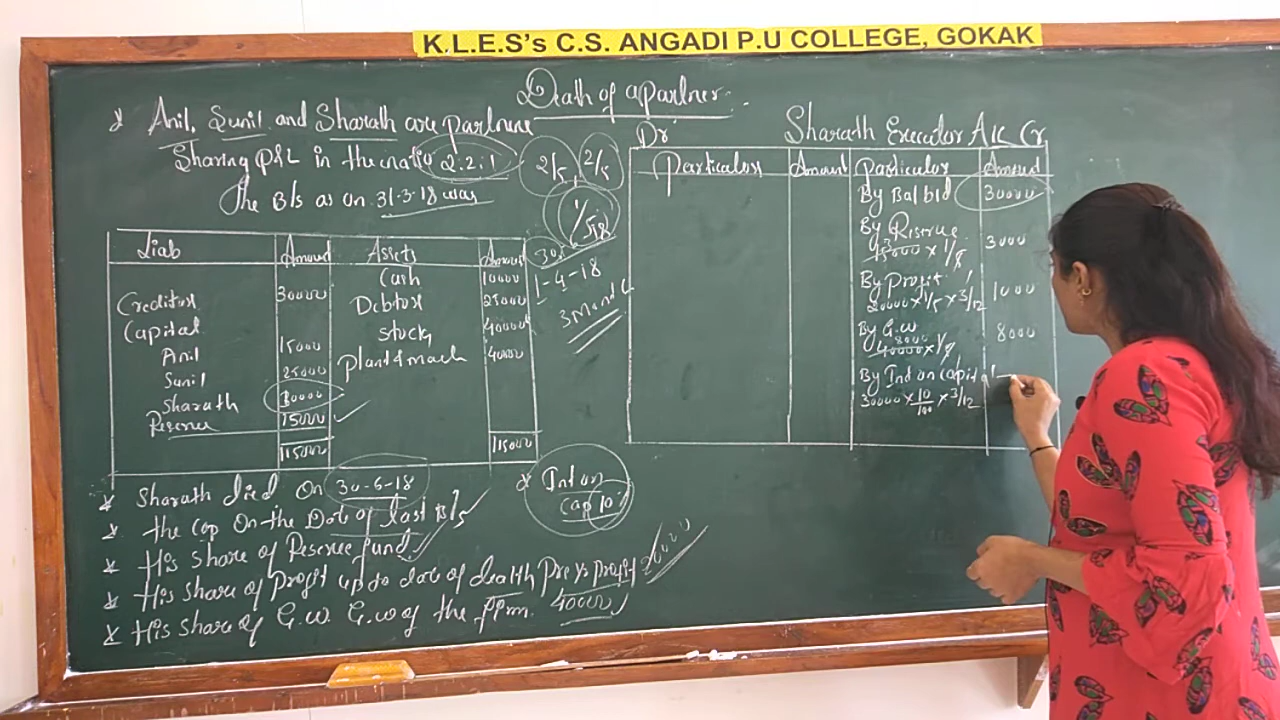 K.L.E.S's C.S. ANGADI P.U COLLEGE, GOKAK
Death of a Partner
* Anil, Sunil and Sharath are partners
Sharing P&L in the ratio 2:2:1
2/5, 2/5
1/5
The B/s as on 31-3-18 was
Liab Amount Assets Amount
Cash 10000
Creditors 30000 Debtors 25000
Capital Stock 40000
Anil 15000 Plant & mach 40000
Sunil 25000
Sharath 30000
Reserve 15000
115000 115000
1-4-18
3 Month
* Sharath died on 30-6-18
* The cap on the Date of last B/s
* His share of Reserve fund
* His share of Profit up to date of death Pre yr profit 20000
* His share of G.W. G.W of the firm 40000
* Int on
cap 10%
Dr Sharath Executor A/c Cr
Particulars Amount Particulars Amount
By Bal b/d 30000
By Reserve
15000 x 1/5 3000
By Profit
20000 x 1/5 x 3/12 1000
By G.W
8000
40000 x 1/5 8000
By Int on capital
30000 x 10/100 x 3/12